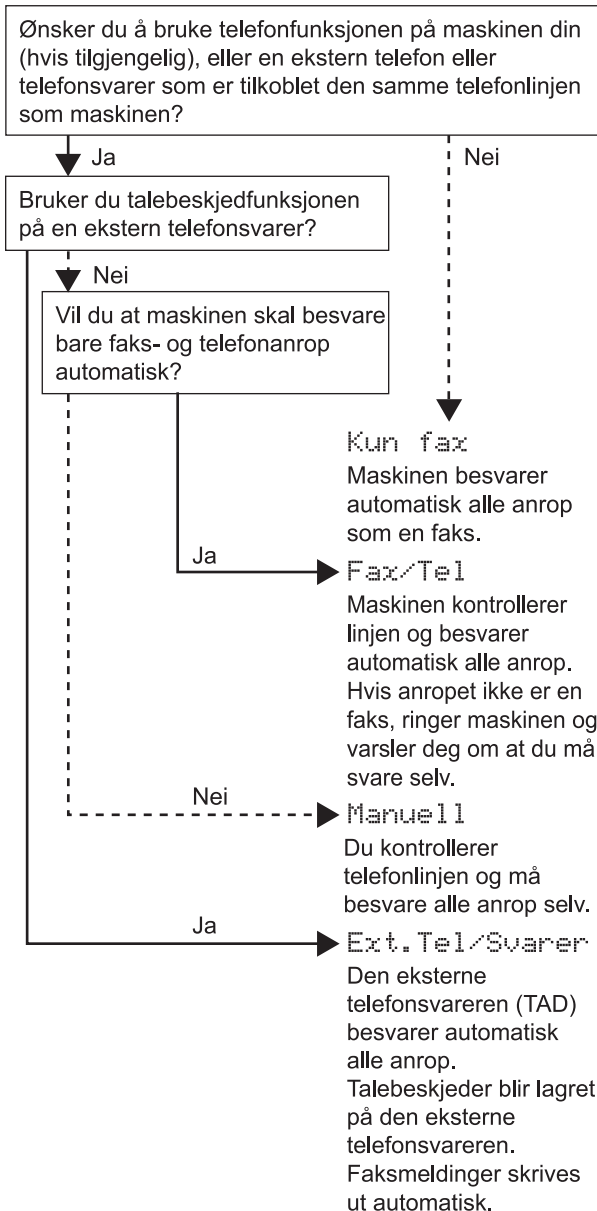 Ønsker du å bruke telefonfunksjonen på maskinen din
(hvis tilgjengelig), eller en ekstern telefon eller
telefonsvarer som er tilkoblet den samme telefonlinjen
som maskinen?
Ja
Nei
Bruker du talebeskjedfunksjonen
på en ekstern telefonsvarer?
Nei
Vil du at maskinen skal besvare
bare faks- og telefonanrop
automatisk?
Kun fax
Maskinen besvarer
automatisk alle anrop
som en faks.
Ja
Fax/Tel
Maskinen kontrollerer
linjen og besvarer
automatisk alle anrop.
Hvis anropet ikke er en
faks, ringer maskinen og
varsler deg om at du må
svare selv.
Nei
Manuell
Du kontrollerer
telefonlinjen og må
besvare alle anrop selv.
Ja
Ext.Tel/Svarer
Den eksterne
telefonsvareren (TAD)
besvarer automatisk
alle anrop.
Talebeskjeder blir lagret
på den eksterne
telefonsvareren.
Faksmeldinger skrives
ut automatisk.